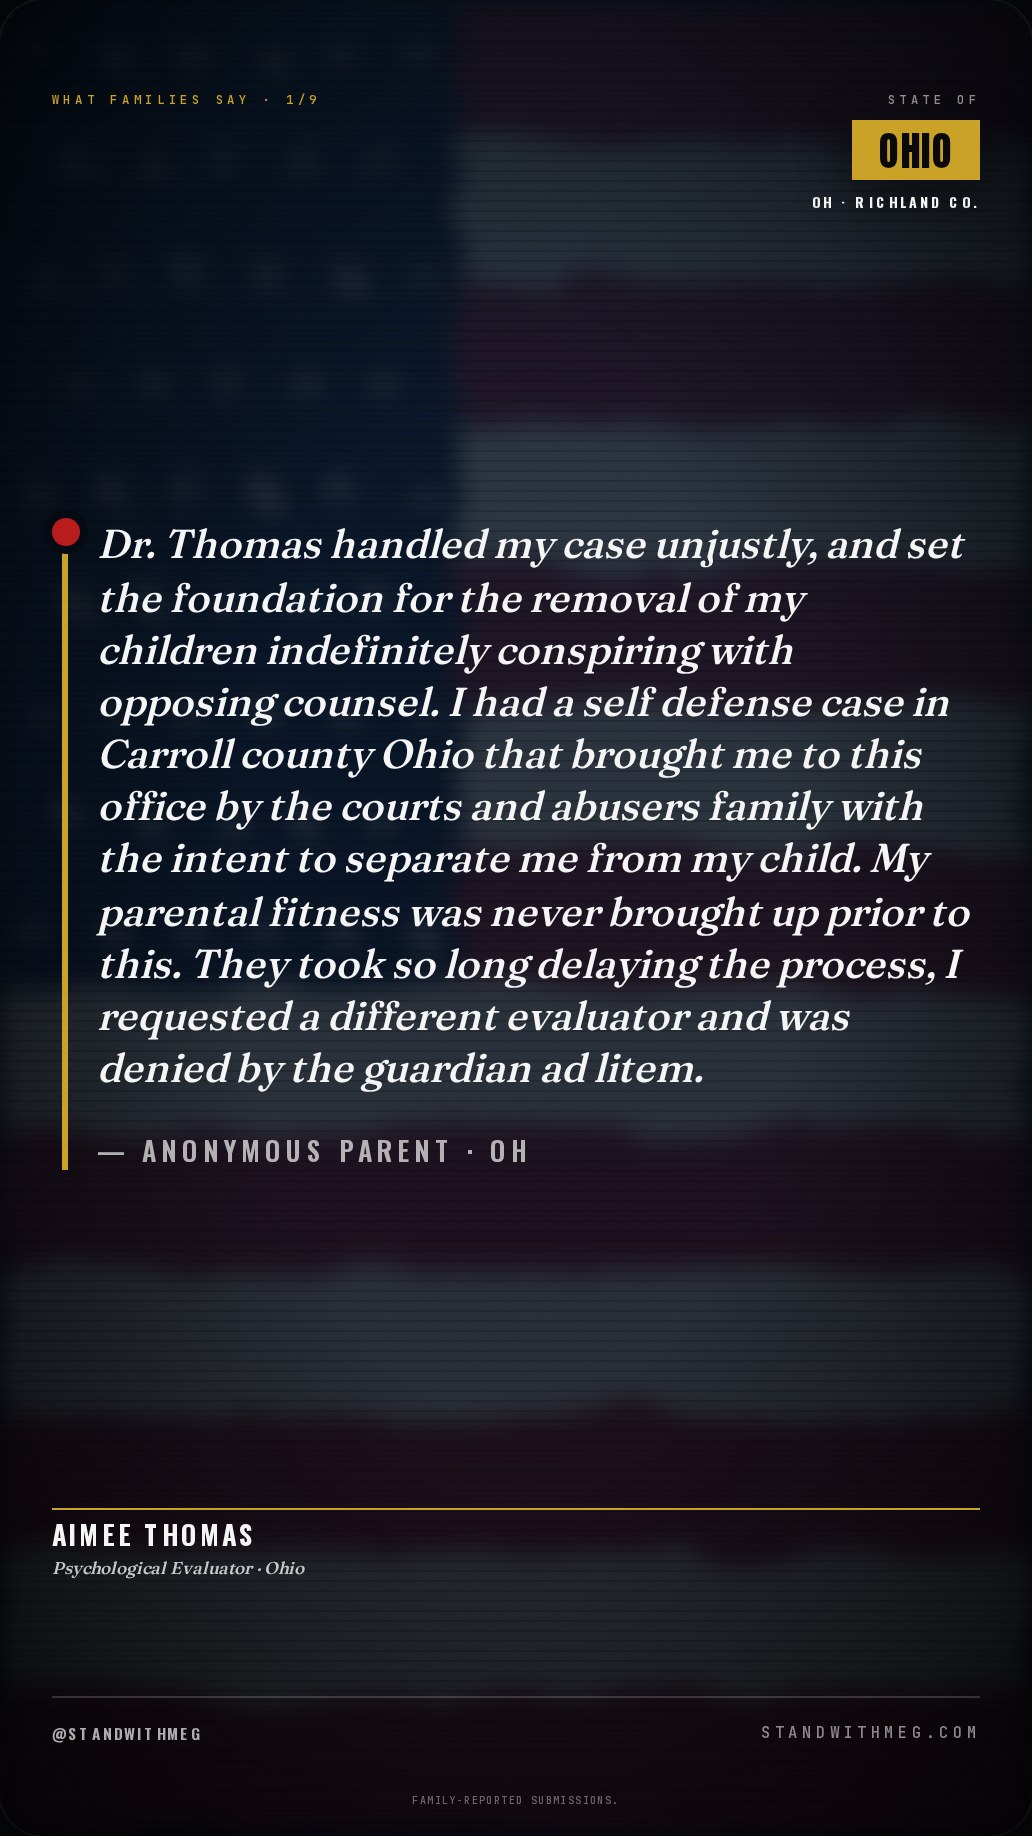 WHAT FAMILIES SAY · 1/9
STATE OF
OHIO
OH · RICHLAND CO.
Dr. Thomas handled my case unjustly, and set
the foundation for the removal of my
children indefinitely conspiring with
opposing counsel. I had a self defense case in
Carroll county Ohio that brought me to this
office by the courts and abusers family with
the intent to separate me from my child. My
parental fitness was never brought up prior to
this. They took so long delaying the process, I
requested a different evaluator and was
denied by the guardian ad litem.
— ANONYMOUS PARENT · OH
AIMEE THOMAS
Psychological Evaluator · Ohio
@STANDWITHMEG
STANDWITHMEG.COM
FAMILY-REPORTED SUBMISSIONS.